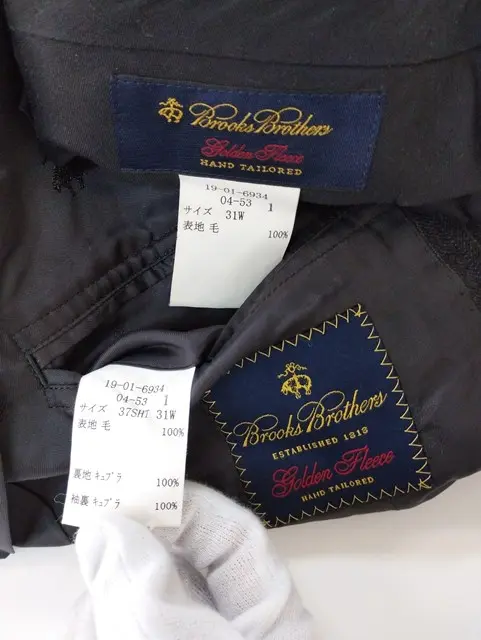 Brooks Brothers
Golden Fleece
HAND TAILORED
19-01-6934
04-53 1
サイズ 31W
表地 毛 100%
19-01-6934
04-53 1
サイズ 37SHT 31W
表地 毛 100%
裏地 キュプラ 100%
袖裏 キュプラ 100%
Brooks Brothers
ESTABLISHED 1818
Golden Fleece
HAND TAILORED